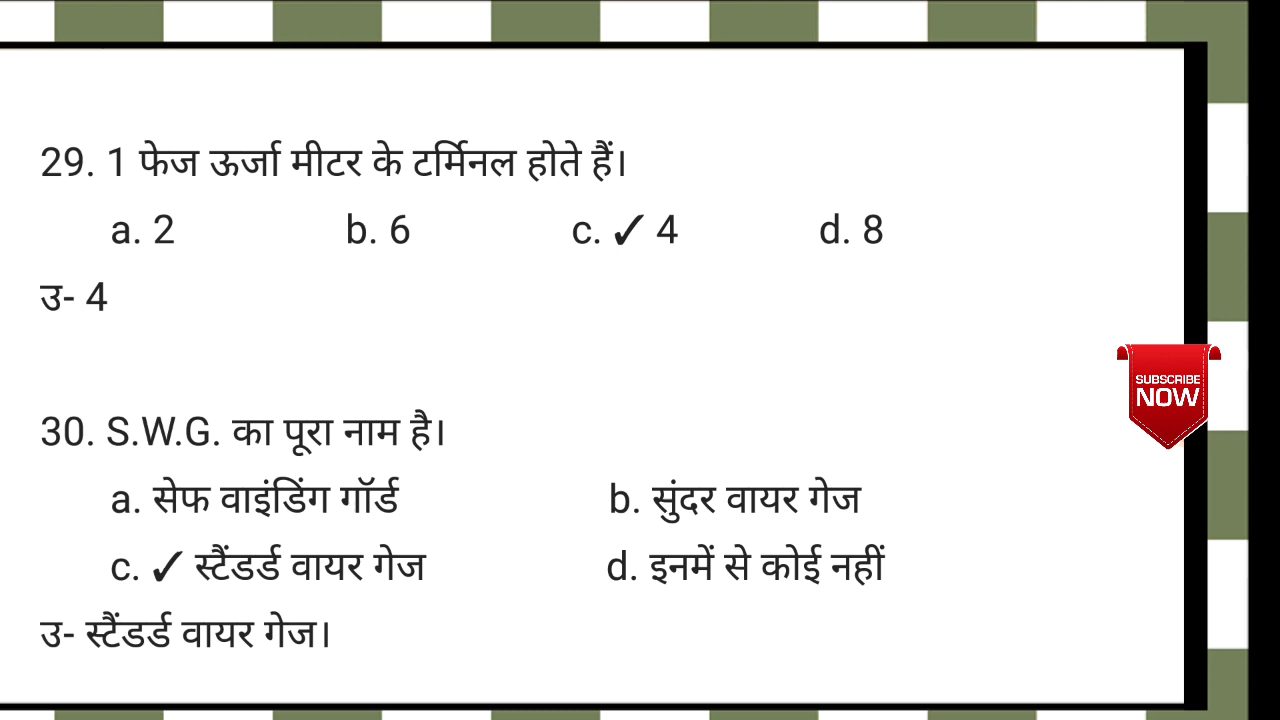 29. 1 फेज ऊर्जा मीटर के टर्मिनल होते हैं।
a. 2 b. 6 c. ✓ 4 d. 8
उ- 4
30. S.W.G. का पूरा नाम है।
a. सेफ वाइंडिंग गॉर्ड b. सुंदर वायर गेज
c. ✓ स्टैंडर्ड वायर गेज d. इनमें से कोई नहीं
उ- स्टैंडर्ड वायर गेज।
SUBSCRIBE
NOW